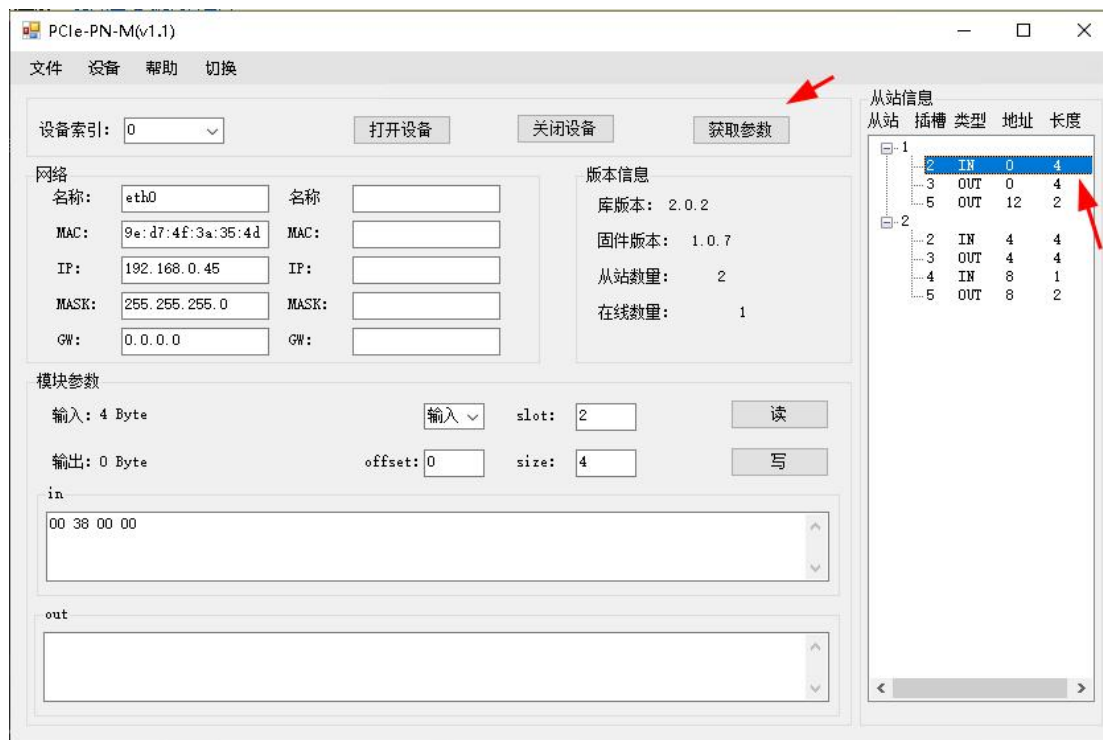 PCIe-PN-M(v1.1)
文件 设备 帮助 切换
设备索引: 0 打开设备 关闭设备 获取参数
网络
名称: eth0 名称
MAC: 9e:d7:4f:3a:35:4d MAC:
IP: 192.168.0.45 IP:
MASK: 255.255.255.0 MASK:
GW: 0.0.0.0 GW:
版本信息
库版本: 2.0.2
固件版本: 1.0.7
从站数量: 2
在线数量: 1
模块参数
输入: 4 Byte 输入 slot: 2 读
输出: 0 Byte offset: 0 size: 4 写
in
00 38 00 00
out
从站信息
从站 插槽 类型 地址 长度
1
2 IN 0 4
3 OUT 0 4
5 OUT 12 2
2
2 IN 4 4
3 OUT 4 4
4 IN 8 1
5 OUT 8 2